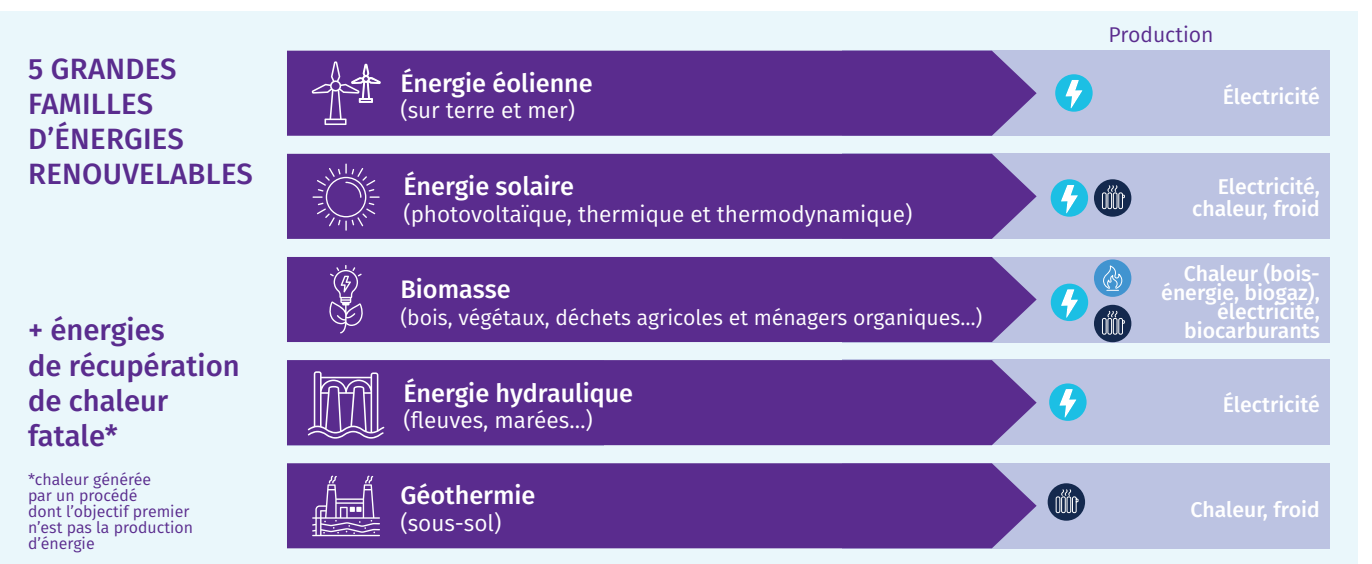 5 GRANDES
FAMILLES
D’ÉNERGIES
RENOUVELABLES
+ énergies
de récupération
de chaleur
fatale*
*chaleur générée
par un procédé
dont l’objectif premier
n’est pas la production
d’énergie
Production
Énergie éolienne
(sur terre et mer)
Électricité
Énergie solaire
(photovoltaïque, thermique et thermodynamique)
Electricité,
chaleur, froid
Biomasse
(bois, végétaux, déchets agricoles et ménagers organiques...)
Chaleur (bois-
énergie, biogaz),
électricité,
biocarburants
Énergie hydraulique
(fleuves, marées...)
Électricité
Géothermie
(sous-sol)
Chaleur, froid